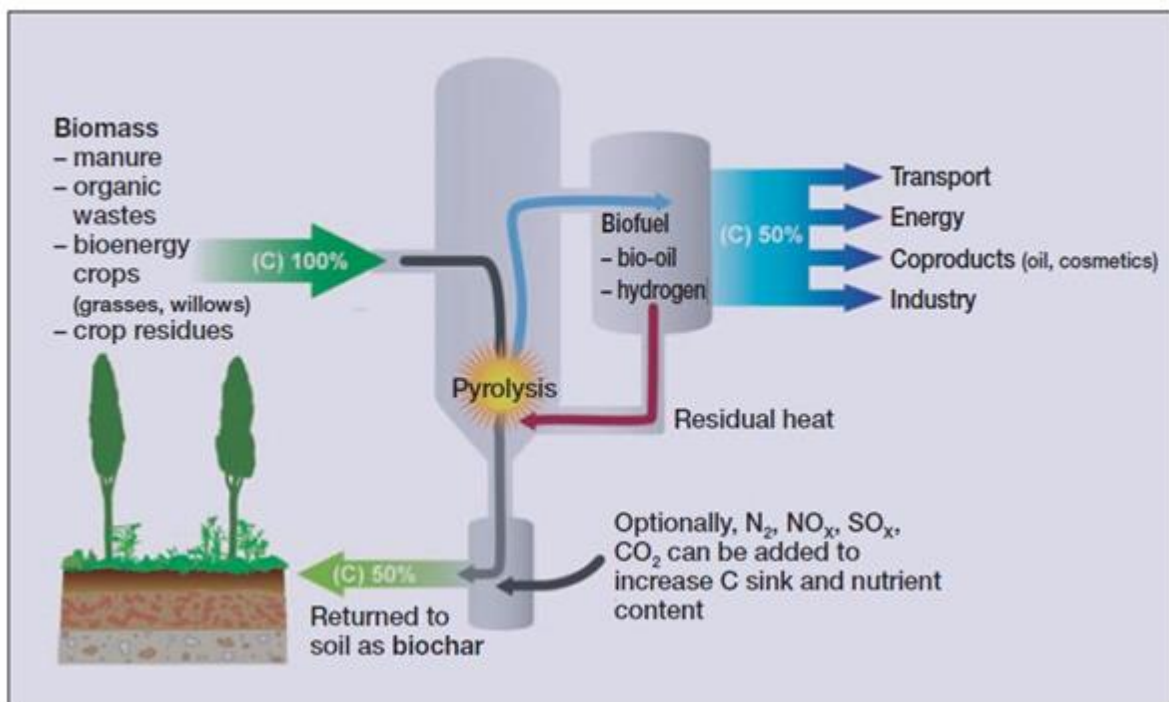 Biomass
– manure
– organic
wastes
– bioenergy
crops
(grasses, willows)
– crop residues
(C) 100%
Pyrolysis
Biofuel
– bio-oil
– hydrogen
(C) 50%
Transport
Energy
Coproducts (oil, cosmetics)
Industry
Residual heat
Optionally, N₂, NOₓ, SOₓ,
CO₂ can be added to
increase C sink and nutrient
content
(C) 50%
Returned to
soil as biochar